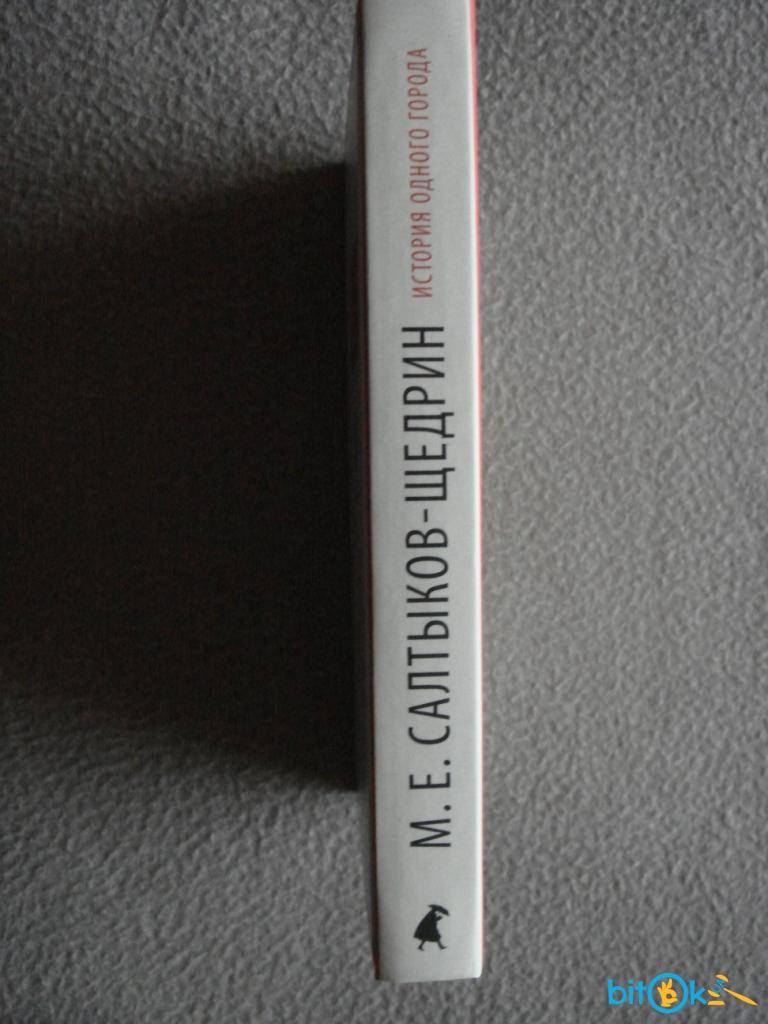 М. Е. САЛТЫКОВ-ЩЕДРИН ИСТОРИЯ ОДНОГО ГОРОДА
bitOk